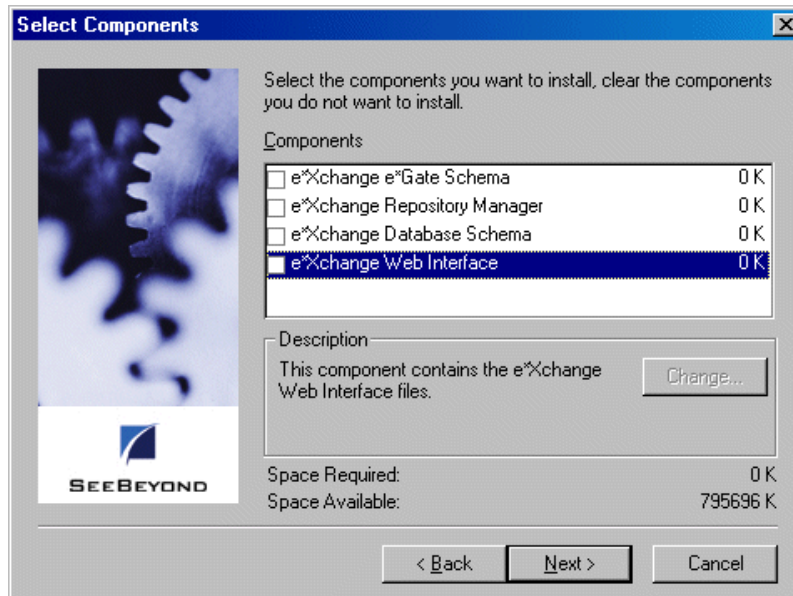 Select Components
Select the components you want to install, clear the components
you do not want to install.
Components
e*Xchange e*Gate Schema 0 K
e*Xchange Repository Manager 0 K
e*Xchange Database Schema 0 K
e*Xchange Web Interface 0 K
Description
This component contains the e*Xchange
Web Interface files.
Change...
SEEBEYOND
Space Required: 0 K
Space Available: 795696 K
< Back
Next >
Cancel